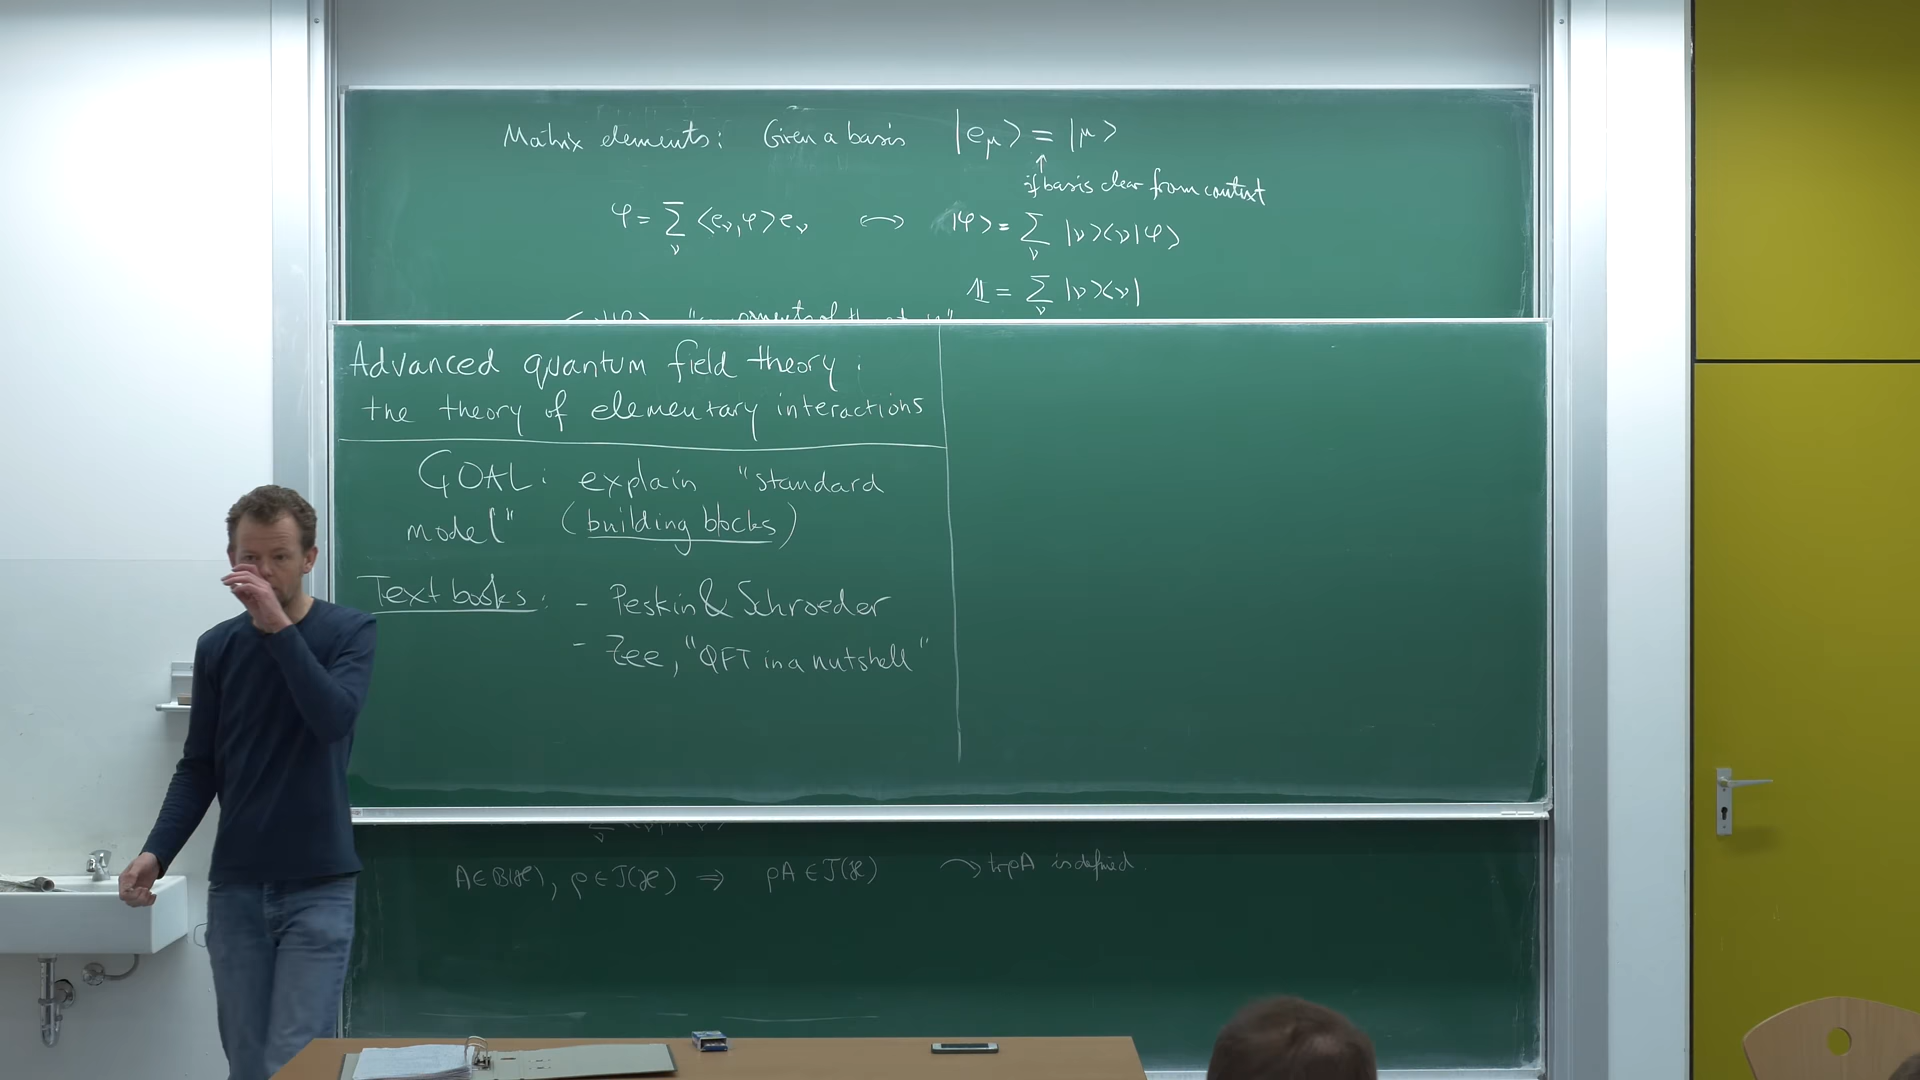 Matrix elements: Given a basis |e_μ⟩ = |μ⟩
↑
if basis clear from context
φ = Σ_ν ⟨e_ν, φ⟩ e_ν ↔ |φ⟩ = Σ_ν |ν⟩⟨ν|φ⟩
𝟙 = Σ_ν |ν⟩⟨ν|
Advanced quantum field theory:
the theory of elementary interactions
GOAL: explain "standard
model" (building blocks)
Textbooks: - Peskin & Schroeder
- Zee, "QFT in a nutshell"
A∈B(ℋ), ρ∈J(ℋ) ⇒ ρA∈J(ℋ) ↷ trρA is defined.